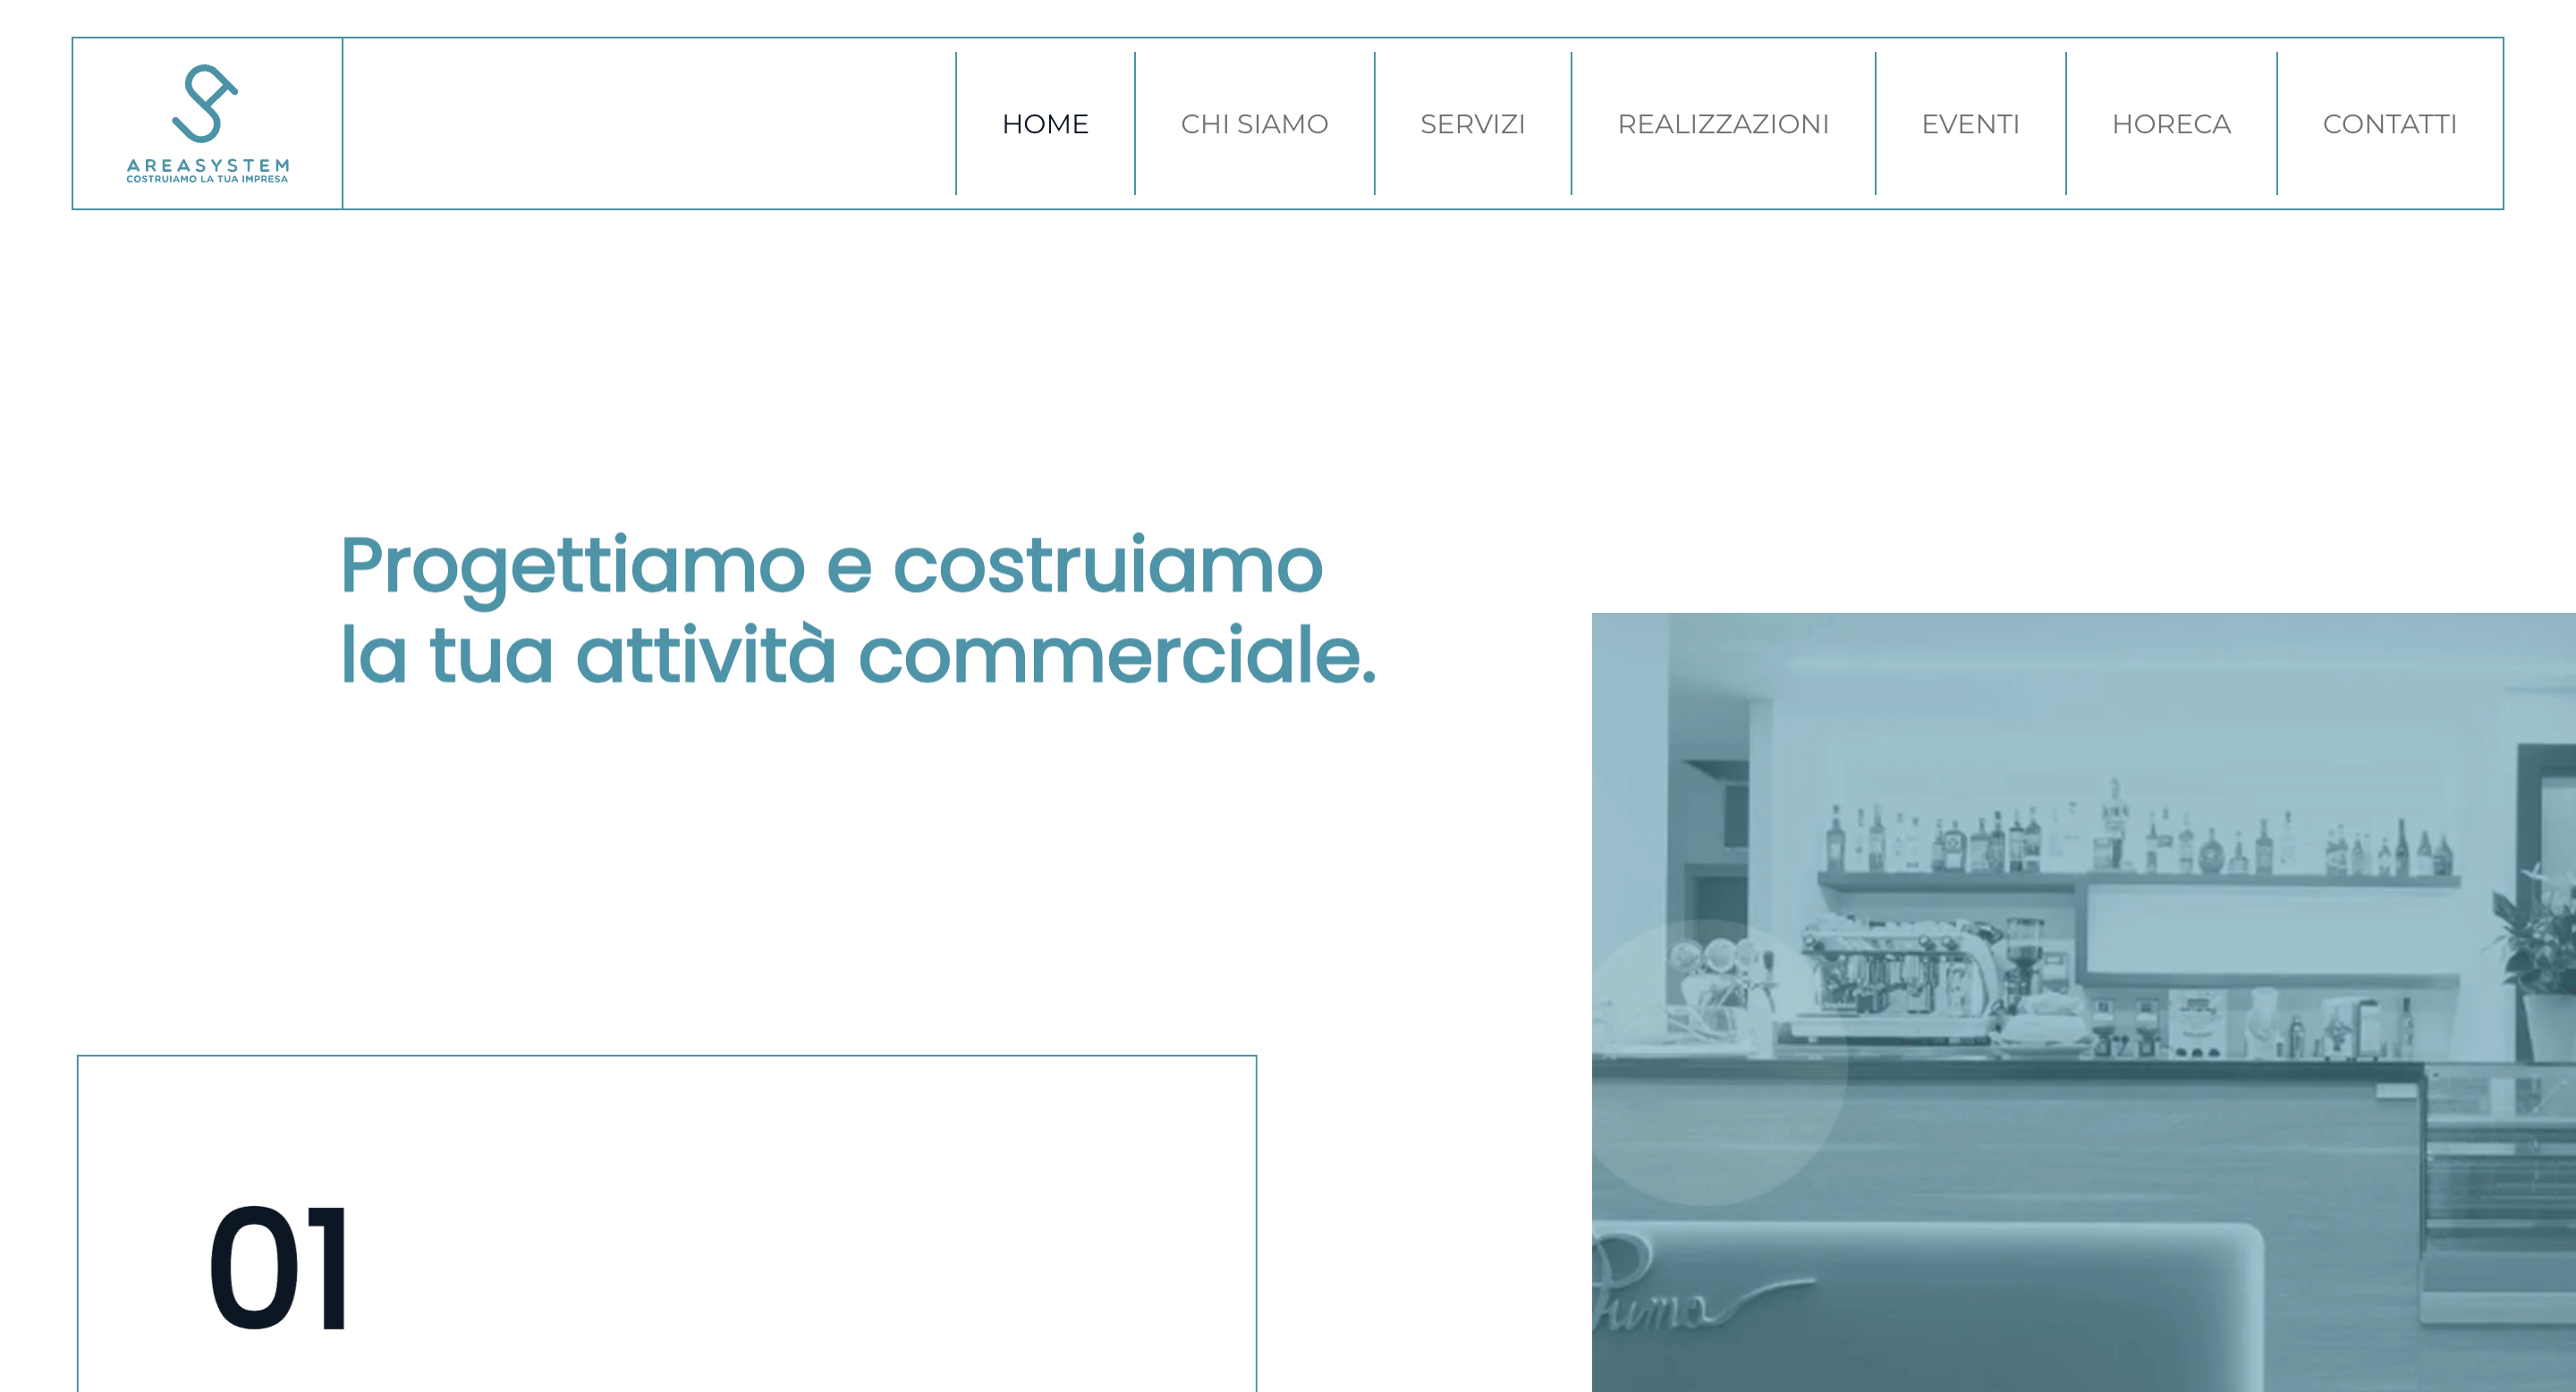 AREASYSTEM
COSTRUIAMO LA TUA IMPRESA
HOME
CHI SIAMO
SERVIZI
REALIZZAZIONI
EVENTI
HORECA
CONTATTI
Progettiamo e costruiamo
la tua attività commerciale.
01
Puma